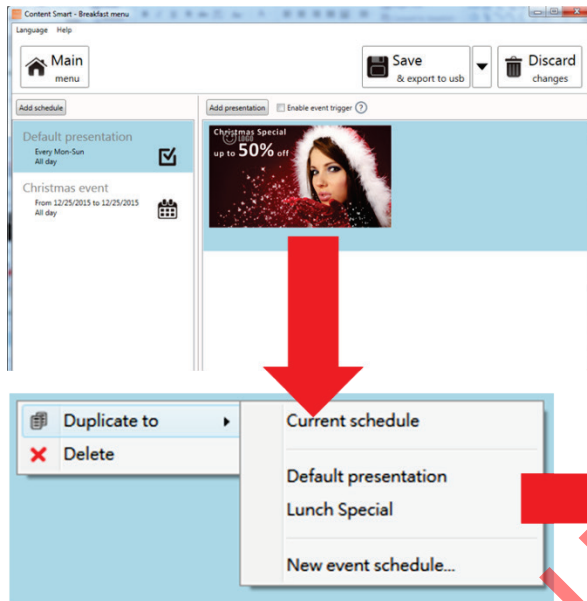 Content Smart - Breakfast menu
Language Help
Main
menu
Save
& export to usb
Discard
changes
Add schedule
Add presentation
Enable event trigger ?
Default presentation
Every Mon-Sun
All day
Christmas event
From 12/25/2015 to 12/25/2015
All day
Christmas Special
LOGO
up to 50% off
Duplicate to
Delete
Current schedule
Default presentation
Lunch Special
New event schedule...